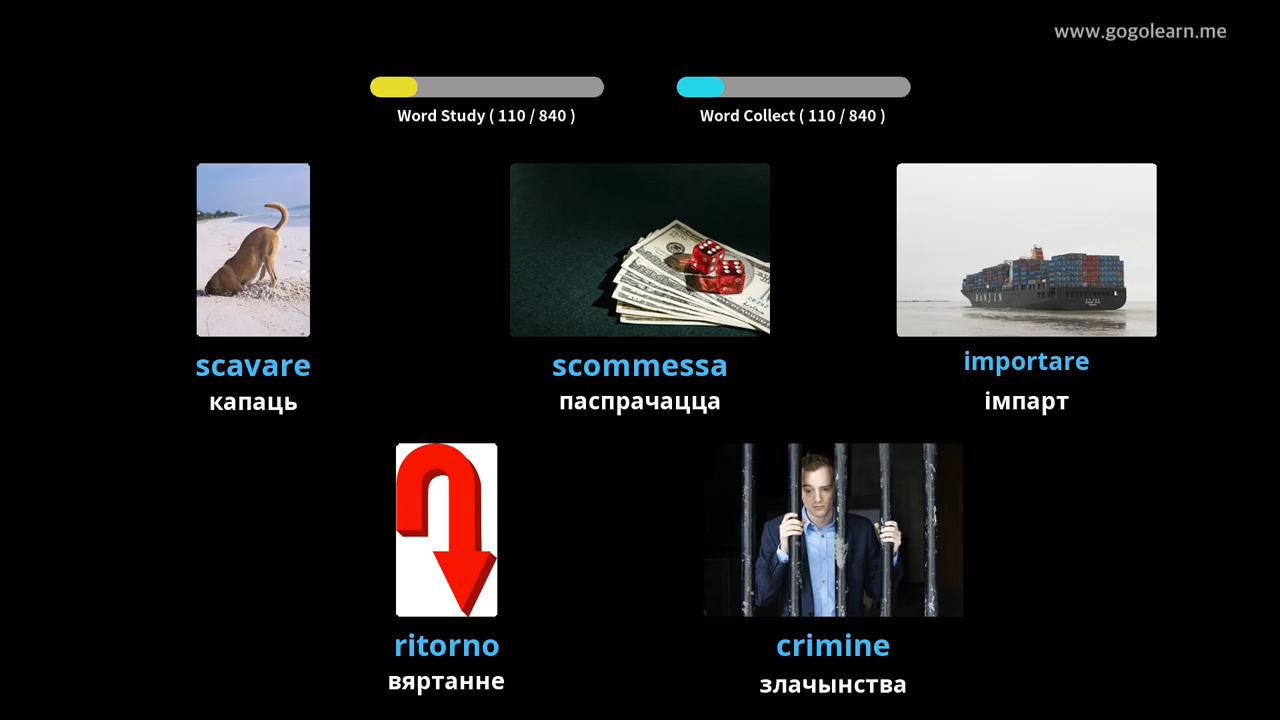 www.gogolearn.me
Word Study ( 110 / 840 )
Word Collect ( 110 / 840 )
HANJIN
scavare
капаць
scommessa
паспрачацца
importare
імпарт
ritorno
вяртанне
crimine
злачынства